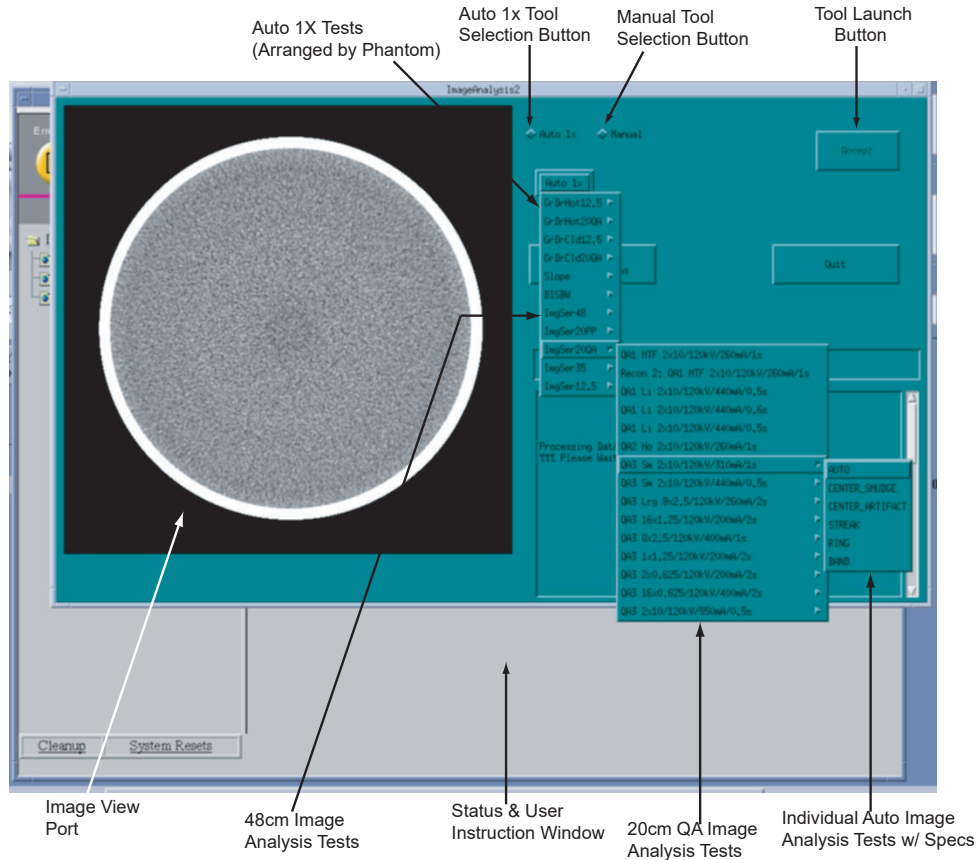 Auto 1X Tests
(Arranged by Phantom)
Auto 1x Tool
Selection Button
Manual Tool
Selection Button
Tool Launch
Button
ImageAnalysis2
Auto 1x
Manual
Accept
Auto 1x
GrDrHot12.5
GrDrHot20QA
GrDrCld12.5
GrDrCld20QA
Slope
BISBW
ImgSer48
ImgSer20PP
ImgSer20QA
ImgSer35
ImgSer12.5
Quit
QA1 MTF 2x10/120kV/260mA/1s
Recon 2: QA1 MTF 2x10/120kV/260mA/1s
QA1 Li 2x10/120kV/440mA/0.5s
QA1 Li 2x10/120kV/440mA/0.6s
QA1 Li 2x10/120kV/440mA/0.5s
QA2 Ho 2x10/120kV/260mA/1s
QA3 Sm 2x10/120kV/310mA/1s
QA3 Sm 2x10/120kV/440mA/0.5s
QA3 Lrg 8x2.5/120kV/260mA/2s
QA3 16x1.25/120kV/200mA/2s
QA3 8x2.5/120kV/400mA/1s
QA3 1x1.25/120kV/200mA/2s
QA3 2x0.625/120kV/200mA/2s
QA3 16x0.625/120kV/400mA/2s
QA3 2x10/120kV/550mA/0.5s
Processing Data
%%% Please Wait
AUTO
CENTER_SMUDGE
CENTER_ARTIFACT
STREAK
RING
BAND
Cleanup
System Resets
Image View
Port
48cm Image
Analysis Tests
Status & User
Instruction Window
20cm QA Image
Analysis Tests
Individual Auto Image
Analysis Tests w/ Specs